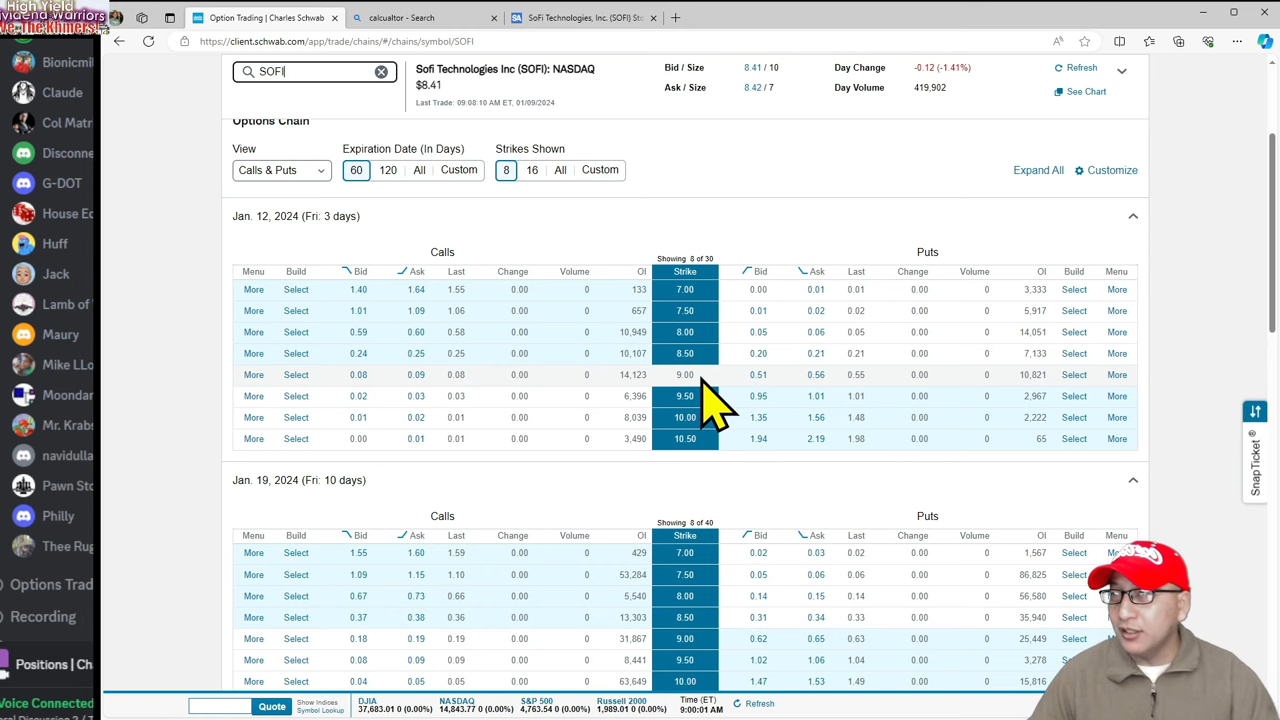 High Yield
Dividend Warriors
ve. The Khmers!
Option Trading | Charles Schwab
calcualtor - Search
SoFi Technologies, Inc. (SOFI) Sto
https://client.schwab.com/app/trade/chains/#/chains/symbol/SOFI
Bionicmil
Claude
Col Matr
Disconne
G-DOT
House Ec
Huff
Jack
Lamb of
Maury
Mike LLo
Moondar
Mr. Krabs
navidulla
Pawn Sto
Philly
Thee Rug
Options Trad
Recording
Positions | Cha
Voice Connected
SOFI
Sofi Technologies Inc (SOFI): NASDAQ
$8.41
Last Trade: 09:08:10 AM ET, 01/09/2024
Bid / Size 8.41 / 10
Ask / Size 8.42 / 7
Day Change -0.12 (-1.41%)
Day Volume 419,902
Refresh
See Chart
Options Chain
View Expiration Date (In Days) Strikes Shown
Calls & Puts 60 120 All Custom 8 16 All Custom
Expand All Customize
Jan. 12, 2024 (Fri: 3 days)
Calls Showing 8 of 30 Puts
Menu Build Bid Ask Last Change Volume OI Strike Bid Ask Last Change Volume OI Build Menu
More Select 1.40 1.64 1.55 0.00 0 133 7.00 0.00 0.01 0.01 0.00 0 3,333 Select More
More Select 1.01 1.09 1.06 0.00 0 657 7.50 0.01 0.02 0.02 0.00 0 5,917 Select More
More Select 0.59 0.60 0.58 0.00 0 10,949 8.00 0.05 0.06 0.05 0.00 0 14,051 Select More
More Select 0.24 0.25 0.25 0.00 0 10,107 8.50 0.20 0.21 0.21 0.00 0 7,133 Select More
More Select 0.08 0.09 0.08 0.00 0 14,123 9.00 0.51 0.56 0.55 0.00 0 10,821 Select More
More Select 0.02 0.03 0.03 0.00 0 6,396 9.50 0.95 1.01 1.01 0.00 0 2,967 Select More
More Select 0.01 0.02 0.01 0.00 0 8,039 10.00 1.35 1.56 1.48 0.00 0 2,222 Select More
More Select 0.00 0.01 0.01 0.00 0 3,490 10.50 1.94 2.19 1.98 0.00 0 65 Select More
Jan. 19, 2024 (Fri: 10 days)
Calls Showing 8 of 40 Puts
Menu Build Bid Ask Last Change Volume OI Strike Bid Ask Last Change Volume OI Build Menu
More Select 1.55 1.60 1.59 0.00 0 429 7.00 0.02 0.03 0.02 0.00 0 1,567 Select More
More Select 1.09 1.15 1.10 0.00 0 53,284 7.50 0.05 0.06 0.06 0.00 0 86,825 Select More
More Select 0.67 0.73 0.66 0.00 0 5,540 8.00 0.14 0.15 0.14 0.00 0 56,580 Select
More Select 0.37 0.38 0.36 0.00 0 13,303 8.50 0.31 0.34 0.33 0.00 0 35,940 Select
More Select 0.18 0.19 0.19 0.00 0 31,867 9.00 0.62 0.65 0.63 0.00 0 25,449 Select
More Select 0.08 0.09 0.09 0.00 0 8,441 9.50 1.02 1.06 1.04 0.00 0 3,278 Select
More Select 0.04 0.05 0.05 0.00 0 63,649 10.00 1.47 1.53 1.49 0.00 0 15,816 Select
SnapTicket®
Quote
Show Indices
Symbol Lookup
DJIA
37,683.01 0 (0.00%)
NASDAQ
14,843.77 0 (0.00%)
S&P 500
4,763.54 0 (0.00%)
Russell 2000
1,989.01 0 (0.00%)
Time (ET)
9:00:01 AM
Refresh